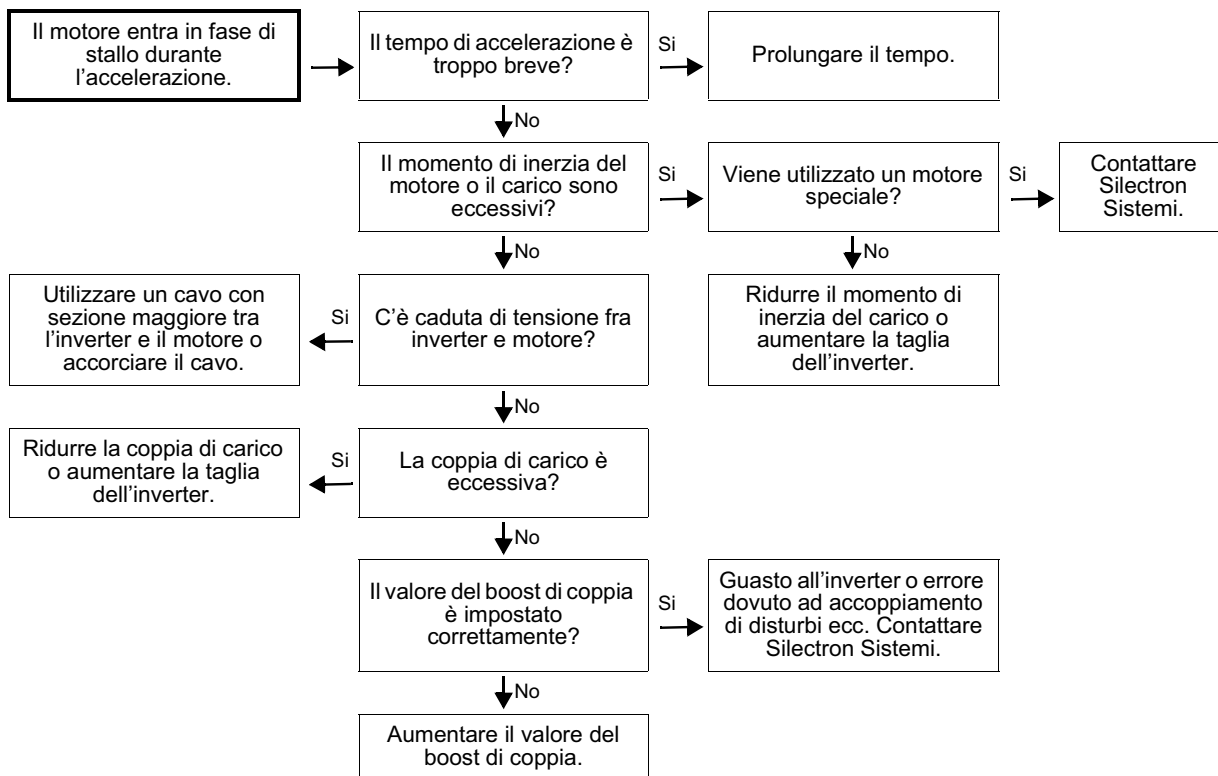 Il motore entra in fase di
stallo durante
l'accelerazione.
Il tempo di accelerazione è
troppo breve?
Si
Prolungare il tempo.
No
Il momento di inerzia del
motore o il carico sono
eccessivi?
Si
Viene utilizzato un motore
speciale?
Si
Contattare
Silectron
Sistemi.
No
No
Utilizzare un cavo con
sezione maggiore tra
l'inverter e il motore o
accorciare il cavo.
Si
C'è caduta di tensione fra
inverter e motore?
Ridurre il momento di
inerzia del carico o
aumentare la taglia
dell'inverter.
No
Ridurre la coppia di carico
o aumentare la taglia
dell'inverter.
Si
La coppia di carico è
eccessiva?
No
Il valore del boost di coppia
è impostato
correttamente?
Si
Guasto all'inverter o errore
dovuto ad accoppiamento
di disturbi ecc. Contattare
Silectron Sistemi.
No
Aumentare il valore del
boost di coppia.